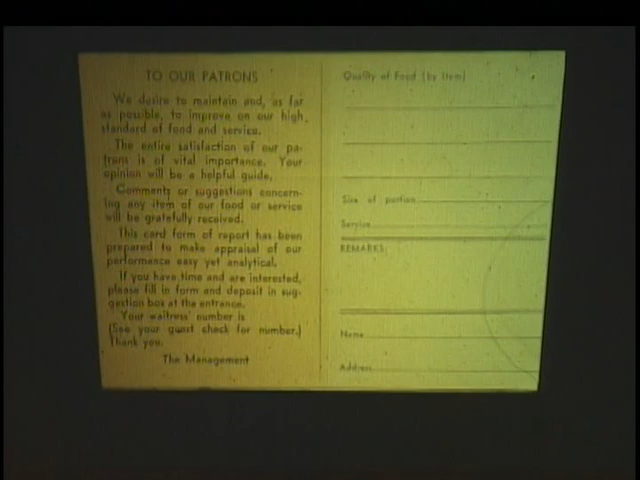 TO OUR PATRONS
We desire to maintain and, as far
as possible, to improve on our high
standard of food and service.
The entire satisfaction of our pa-
trons is of vital importance. Your
opinion will be a helpful guide.
Comments or suggestions concern-
ing any item of our food or service
will be gratefully received.
This card form of report has been
prepared to make appraisal of our
performance easy yet analytical.
If you have time and are interested,
please fill in form and deposit in sug-
gestion box at the entrance.
Your waitress' number is
(See your guest check for number.)
Thank you.
The Management
Quality of Food (by item)
Size of portion
Service
REMARKS:
Name
Address